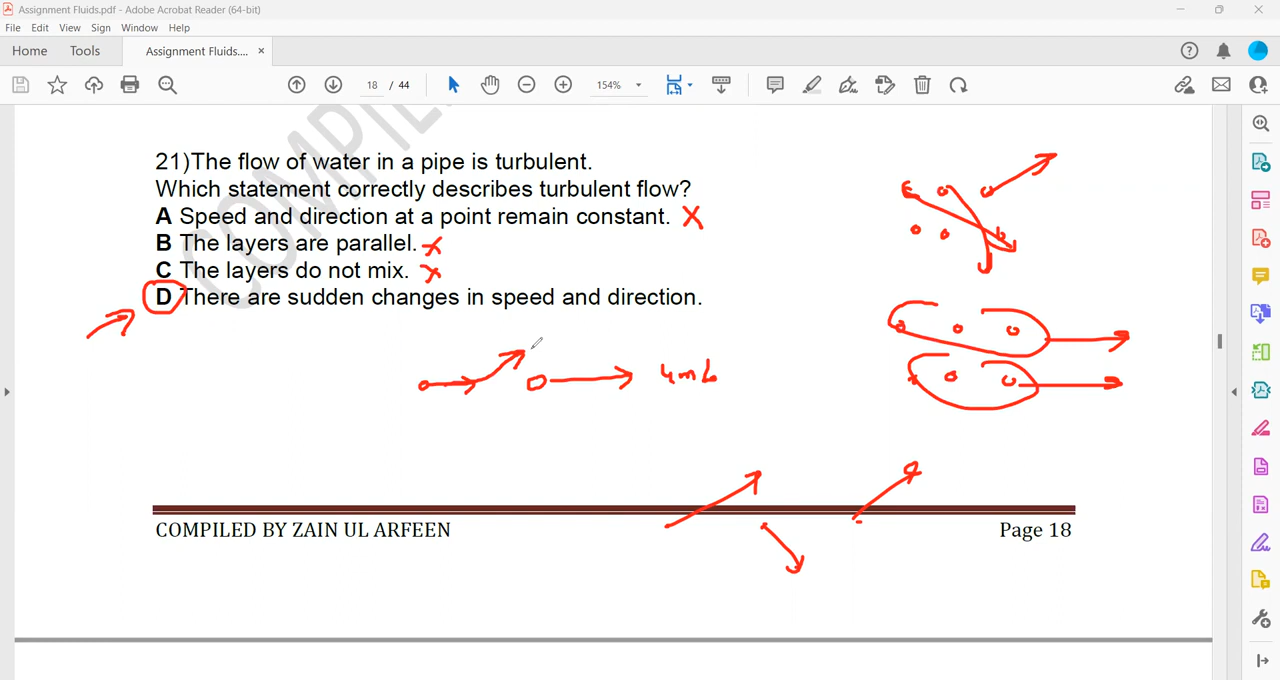 Assignment Fluids.pdf - Adobe Acrobat Reader (64-bit)
File Edit View Sign Window Help
Home Tools Assignment Fluids.... ×
18 / 44 154%
COMPILE
21)The flow of water in a pipe is turbulent.
Which statement correctly describes turbulent flow?
A Speed and direction at a point remain constant. X
B The layers are parallel. x
C The layers do not mix. x
D There are sudden changes in speed and direction.
COMPILED BY ZAIN UL ARFEEN Page 18